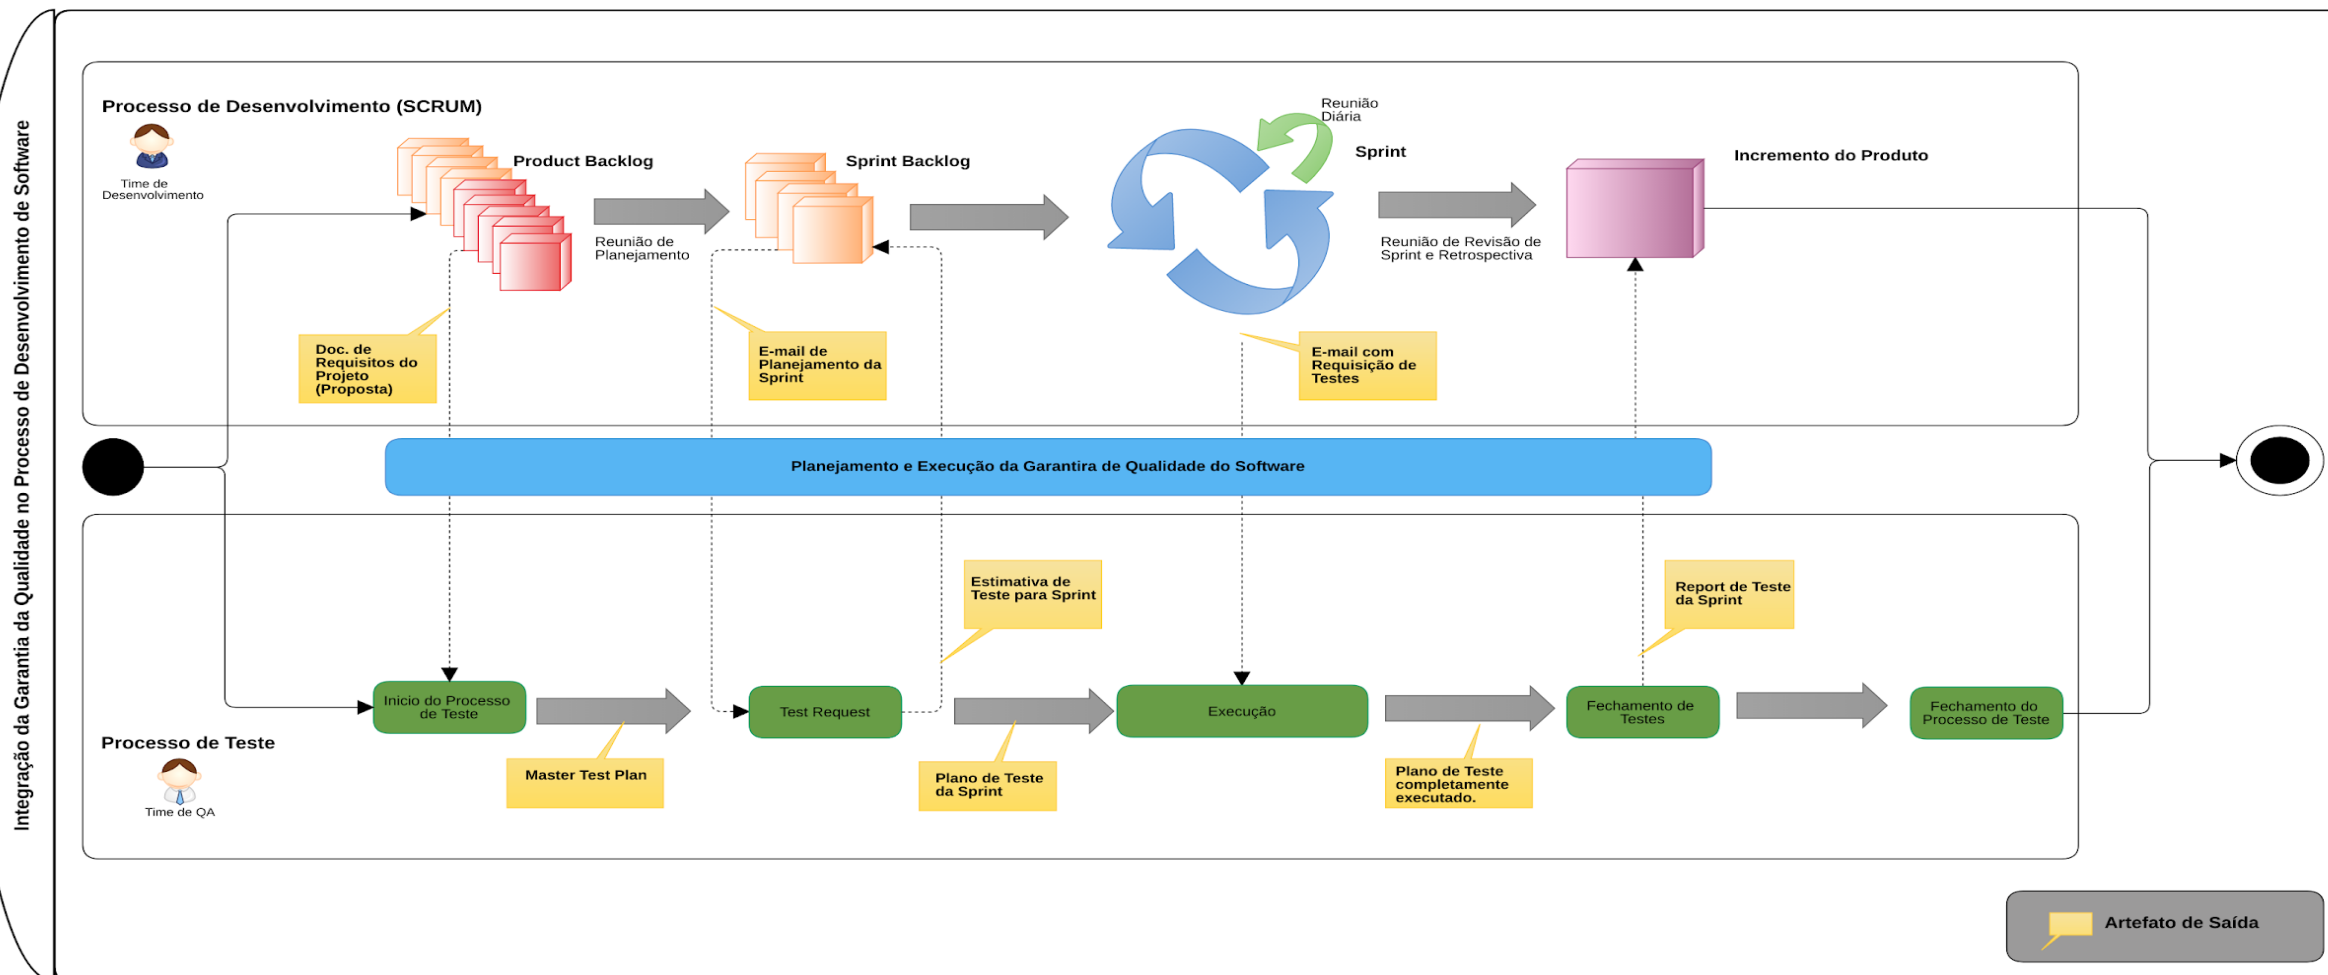 Integração da Garantia da Qualidade no Processo de Desenvolvimento de Software
Processo de Desenvolvimento (SCRUM)
Time de
Desenvolvimento
Product Backlog
Reunião de
Planejamento
Sprint Backlog
Reunião
Diária
Sprint
Reunião de Revisão de
Sprint e Retrospectiva
Incremento do Produto
Doc. de
Requisitos do
Projeto
(Proposta)
E-mail de
Planejamento da
Sprint
E-mail com
Requisição de
Testes
Planejamento e Execução da Garantira de Qualidade do Software
Estimativa de
Teste para Sprint
Report de Teste
da Sprint
Inicio do Processo
de Teste
Test Request
Execução
Fechamento de
Testes
Fechamento do
Processo de Teste
Processo de Teste
Time de QA
Master Test Plan
Plano de Teste
da Sprint
Plano de Teste
completamente
executado.
Artefato de Saída